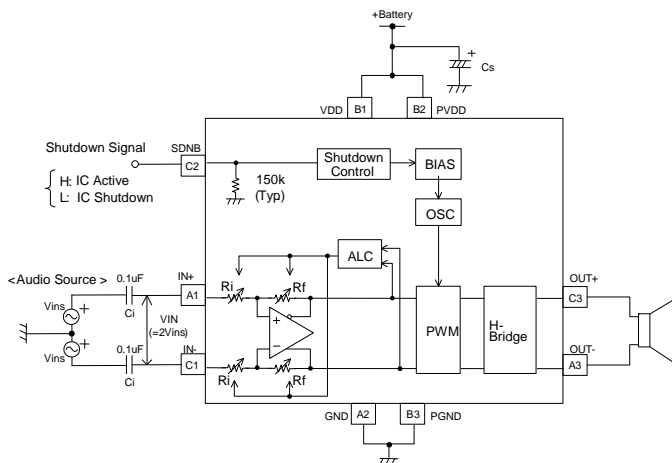 +Battery
+
Cs
VDD
B1
B2
PVDD
Shutdown Signal
SDNB
C2
H: IC Active
L: IC Shutdown
150k
(Typ)
Shutdown
Control
BIAS
OSC
ALC
<Audio Source >
0.1uF
Ci
IN+
A1
Ri
Rf
Vins
+
VIN
(=2Vins)
+
-
Vins
+
0.1uF
Ci
IN-
C1
Ri
Rf
PWM
H-
Bridge
OUT+
C3
OUT-
A3
GND
A2
B3
PGND